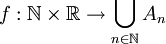 f : ℕ × ℝ → ⋃_{n∈ℕ} A_n